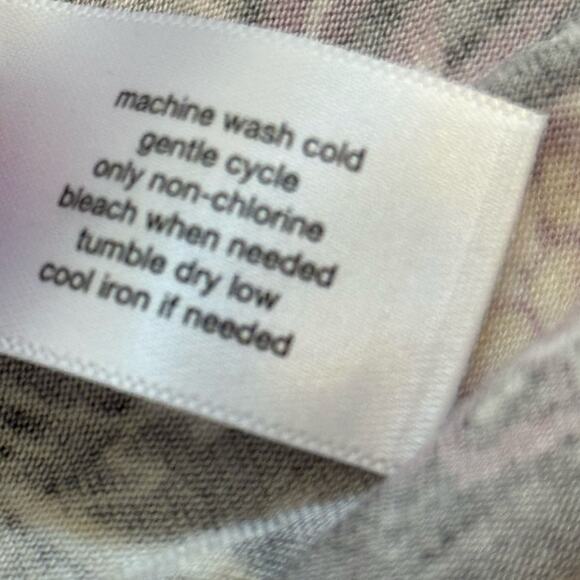 machine wash cold
gentle cycle
only non-chlorine
bleach when needed
tumble dry low
cool iron if needed